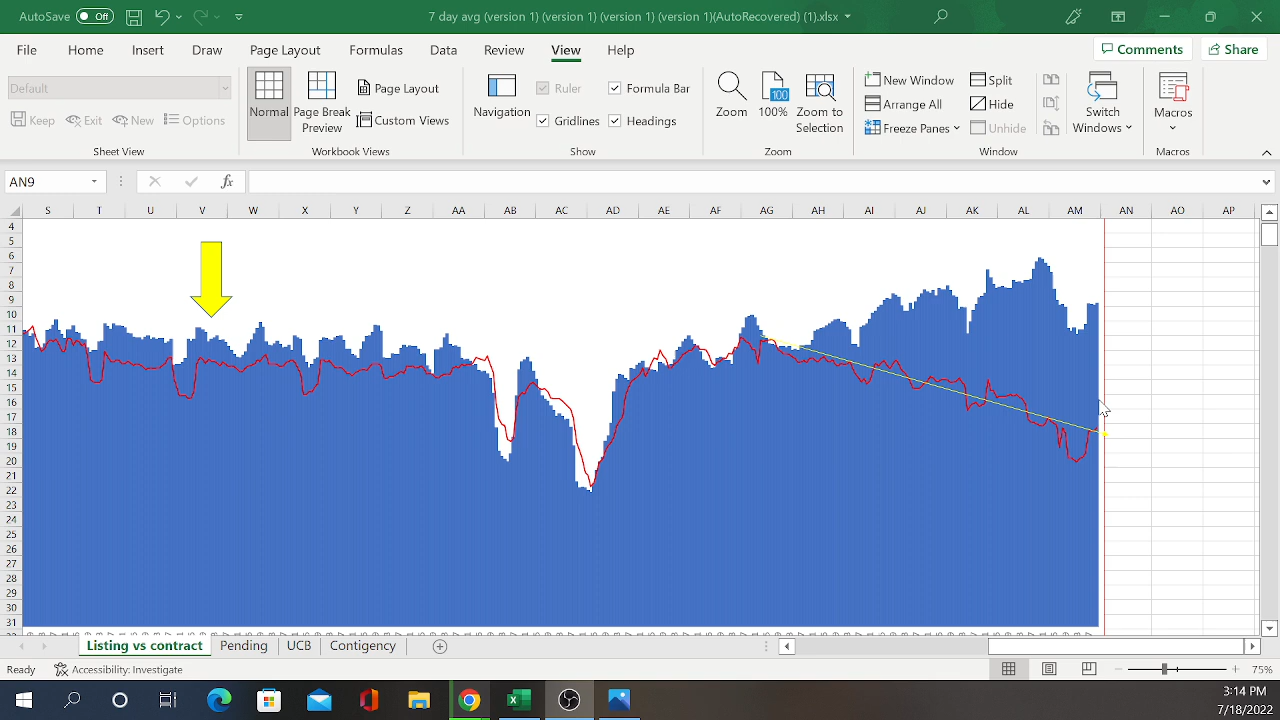 AutoSave Off 7 day avg (version 1) (version 1) (version 1) (version 1)(AutoRecovered) (1).xlsx
File Home Insert Draw Page Layout Formulas Data Review View Help Comments Share
Default
Keep Exit New Options
Sheet View
Normal
Page Break Preview
Page Layout
Custom Views
Workbook Views
Navigation
Ruler
Formula Bar
Gridlines
Headings
Show
Zoom
100
100%
Zoom to Selection
Zoom
New Window
Arrange All
Freeze Panes
Split
Hide
Unhide
Switch Windows
Window
Macros
Macros
AN9 fx
S T U V W X Y Z AA AB AC AD AE AF AG AH AI AJ AK AL AM AN AO AP
4
5
6
7
8
9
10
11
12
13
14
15
16
17
18
19
20
21
22
23
24
25
26
27
28
29
30
31
Listing vs contract Pending UCB Contigency
Ready Accessibility: Investigate 75%
3:14 PM
7/18/2022